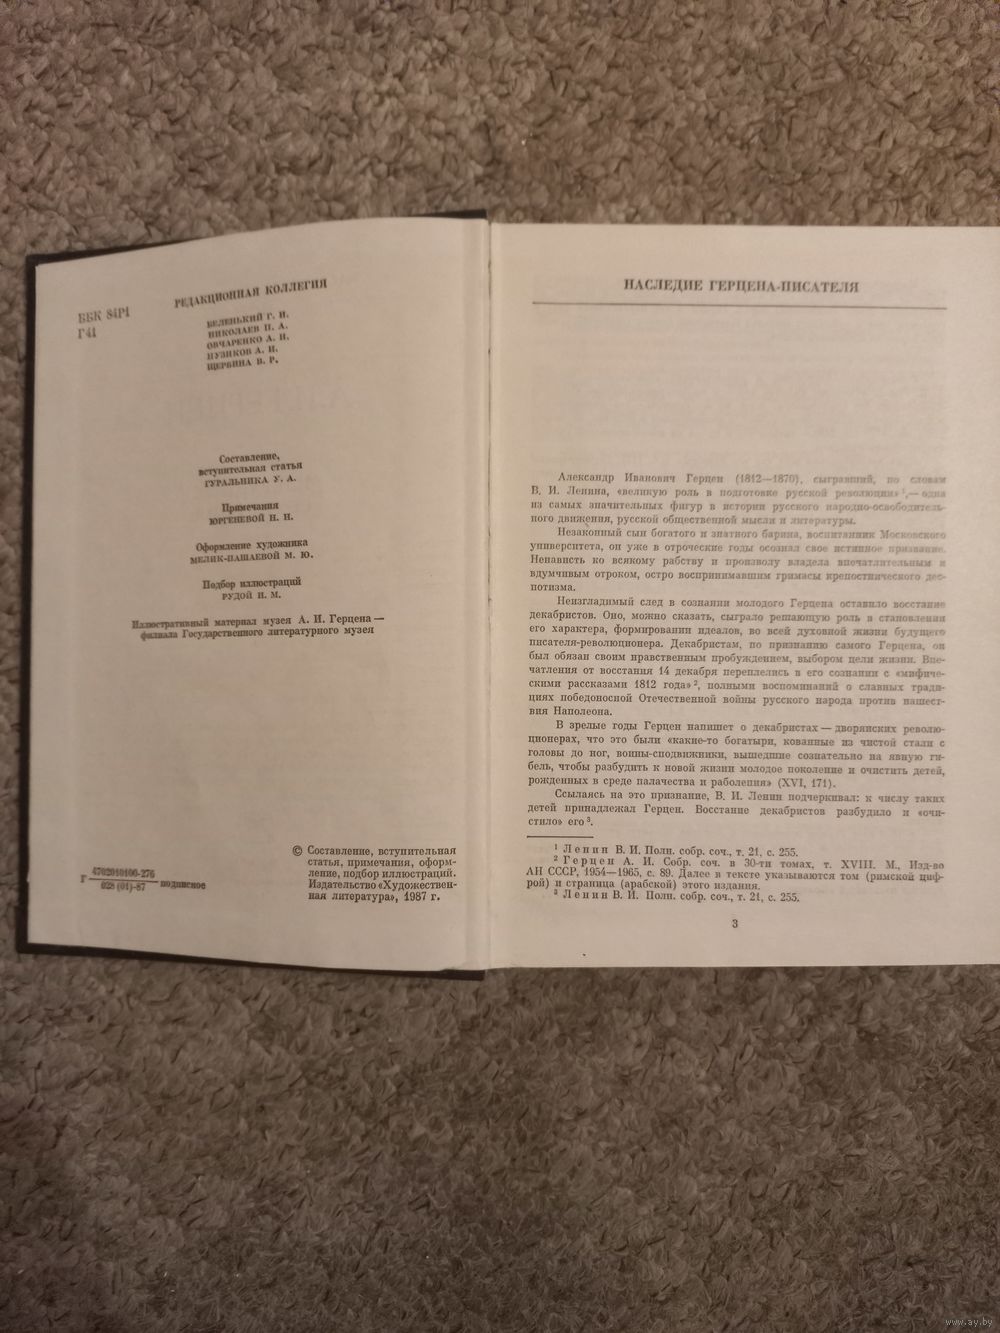 ББК 84Р1
Г41
РЕДАКЦИОННАЯ КОЛЛЕГИЯ
БЕЛЕНЬКИЙ Г. И.
НИКОЛАЕВ П. А.
ОВЧАРЕНКО А. И.
ПУЗИКОВ А. И.
ЩЕРБИНА В. Р.
Составление,
вступительная статья
ГУРАЛЬНИКА У. А.
Примечания
ЮРГЕНЕВОЙ Н. Н.
Оформление художника
МЕЛИК-ПАШАЕВОЙ М. Ю.
Подбор иллюстраций
РУДОЙ И. М.
Иллюстративный материал музея А. И. Герцена —
филиала Государственного литературного музея
Г 4702010100-276
028 (01)-87 подписное
© Составление, вступительная
статья, примечания, оформ-
ление, подбор иллюстраций.
Издательство «Художествен-
ная литература», 1987 г.
НАСЛЕДИЕ ГЕРЦЕНА-ПИСАТЕЛЯ
Александр Иванович Герцен (1812—1870), сыгравший, по словам
В. И. Ленина, «великую роль в подготовке русской революции» ¹,— одна
из самых значительных фигур в истории русского народно-освободитель-
ного движения, русской общественной мысли и литературы.
Незаконный сын богатого и знатного барина, воспитанник Московского
университета, он уже в отроческие годы осознал свое истинное призвание.
Ненависть ко всякому рабству и произволу владела впечатлительным и
вдумчивым отроком, остро воспринимавшим гримасы крепостнического дес-
потизма.
Неизгладимый след в сознании молодого Герцена оставило восстание
декабристов. Оно, можно сказать, сыграло решающую роль в становлении
его характера, формировании идеалов, во всей духовной жизни будущего
писателя-революционера. Декабристам, по признанию самого Герцена, он
был обязан своим нравственным пробуждением, выбором цели жизни. Впе-
чатления от восстания 14 декабря переплелись в его сознании с «мифиче-
скими рассказами 1812 года» ², полными воспоминаний о славных тради-
циях победоносной Отечественной войны русского народа против нашест-
вия Наполеона.
В зрелые годы Герцен напишет о декабристах — дворянских револю-
ционерах, что это были «какие-то богатыри, кованные из чистой стали с
головы до ног, воины-сподвижники, вышедшие сознательно на явную ги-
бель, чтобы разбудить к новой жизни молодое поколение и очистить детей,
рожденных в среде палачества и раболепия» (XVI, 171).
Ссылаясь на это признание, В. И. Ленин подчеркивал: к числу таких
детей принадлежал Герцен. Восстание декабристов разбудило и «очи-
стило» его ³.
¹ Ленин В. И. Полн. собр. соч., т. 21, с. 255.
² Герцен А. И. Собр. соч. в 30-ти томах, т. XVIII. М., Изд-во
АН СССР, 1954—1965, с. 89. Далее в тексте указываются том (римской циф-
рой) и страница (арабской) этого издания.
³ Ленин В. И. Полн. собр. соч., т. 21, с. 255.
3
www.ay.by